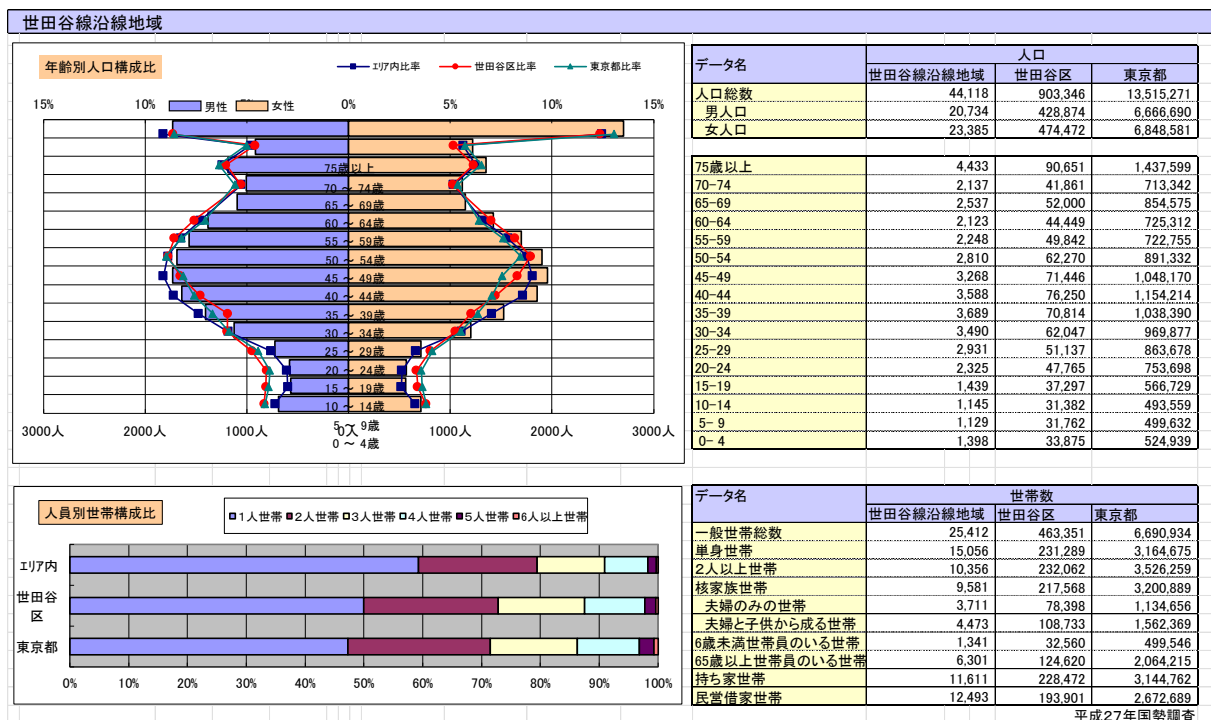 世田谷線沿線地域
年齢別人口構成比
エリア内比率 世田谷区比率 東京都比率
男性 女性
15% 10% 5% 0% 5% 10% 15%
75歳以上
70 ～ 74歳
65 ～ 69歳
60 ～ 64歳
55 ～ 59歳
50 ～ 54歳
45 ～ 49歳
40 ～ 44歳
35 ～ 39歳
30 ～ 34歳
25 ～ 29歳
20 ～ 24歳
15 ～ 19歳
10 ～ 14歳
5 ～ 9歳
0 ～ 4歳
3000人 2000人 1000人 0人 1000人 2000人 3000人
データ名 人口
世田谷線沿線地域 世田谷区 東京都
人口総数 44,118 903,346 13,515,271
男人口 20,734 428,874 6,666,690
女人口 23,385 474,472 6,848,581
75歳以上 4,433 90,651 1,437,599
70-74 2,137 41,861 713,342
65-69 2,537 52,000 854,575
60-64 2,123 44,449 725,312
55-59 2,248 49,842 722,755
50-54 2,810 62,270 891,332
45-49 3,268 71,446 1,048,170
40-44 3,588 76,250 1,154,214
35-39 3,689 70,814 1,038,390
30-34 3,490 62,047 969,877
25-29 2,931 51,137 863,678
20-24 2,325 47,765 753,698
15-19 1,439 37,297 566,729
10-14 1,145 31,382 493,559
5- 9 1,129 31,762 499,632
0- 4 1,398 33,875 524,939
人員別世帯構成比
1人世帯 2人世帯 3人世帯 4人世帯 5人世帯 6人以上世帯
エリア内
世田谷
区
東京都
0% 10% 20% 30% 40% 50% 60% 70% 80% 90% 100%
データ名 世帯数
世田谷線沿線地域 世田谷区 東京都
一般世帯総数 25,412 463,351 6,690,934
単身世帯 15,056 231,289 3,164,675
2人以上世帯 10,356 232,062 3,526,259
核家族世帯 9,581 217,568 3,200,889
夫婦のみの世帯 3,711 78,398 1,134,656
夫婦と子供から成る世帯 4,473 108,733 1,562,369
6歳未満世帯員のいる世帯 1,341 32,560 499,546
65歳以上世帯員のいる世帯 6,301 124,620 2,064,215
持ち家世帯 11,611 228,472 3,144,762
民営借家世帯 12,493 193,901 2,672,689
平成27年国勢調査